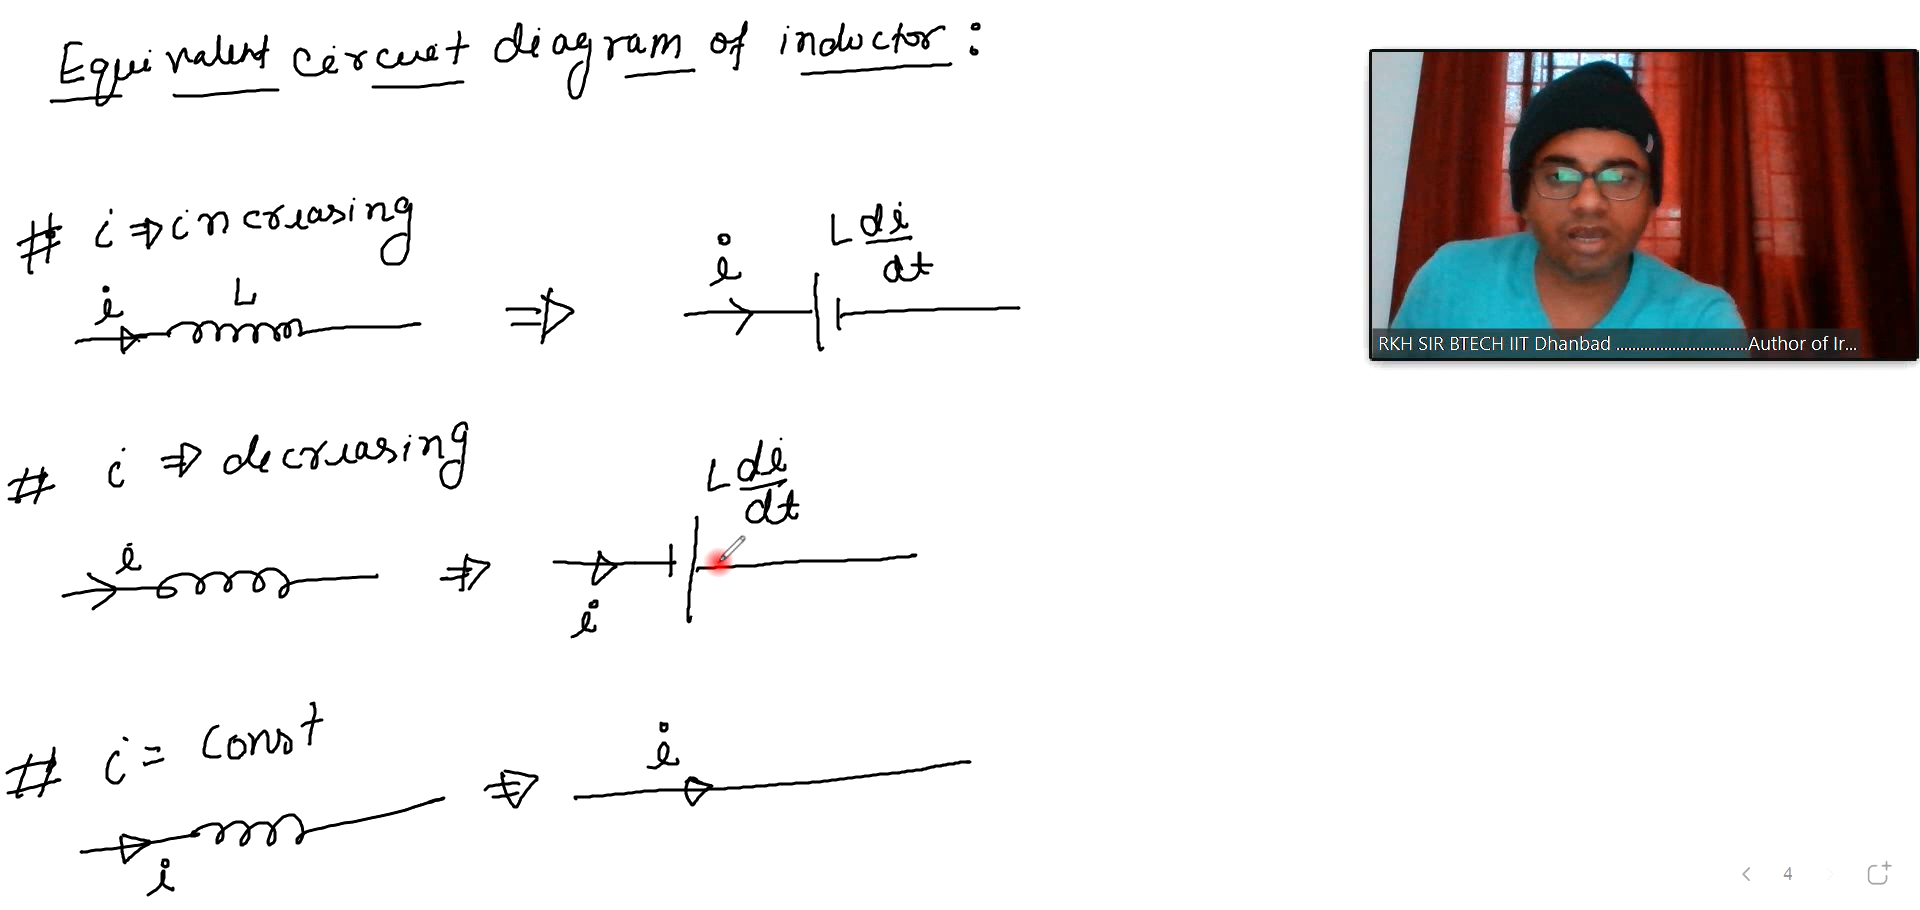 Equivalent circuit diagram of inductor :
# i ⇒ increasing
i L ⇒ i L di/dt
# i ⇒ decreasing
i ⇒ i L di/dt
# i = const
i ⇒ i
RKH SIR BTECH IIT Dhanbad ..................................Author of Ir...
4